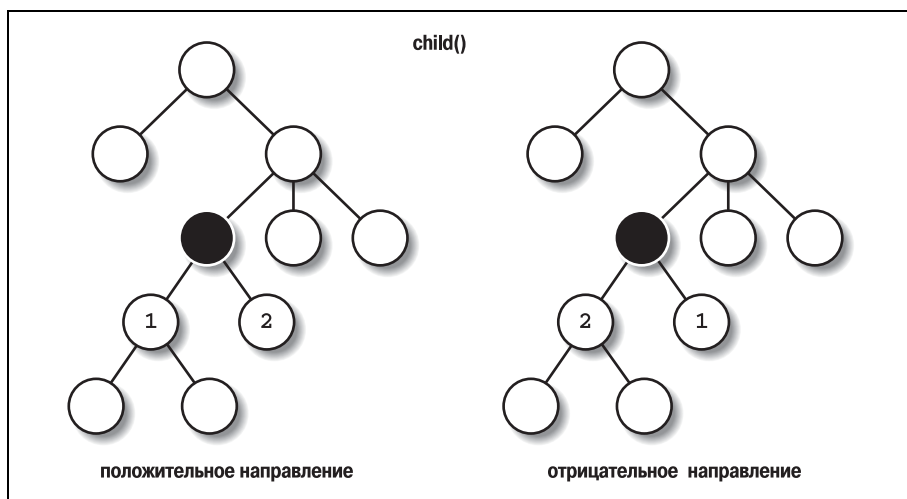 child()
1
2
2
1
положительное направление
отрицательное направление